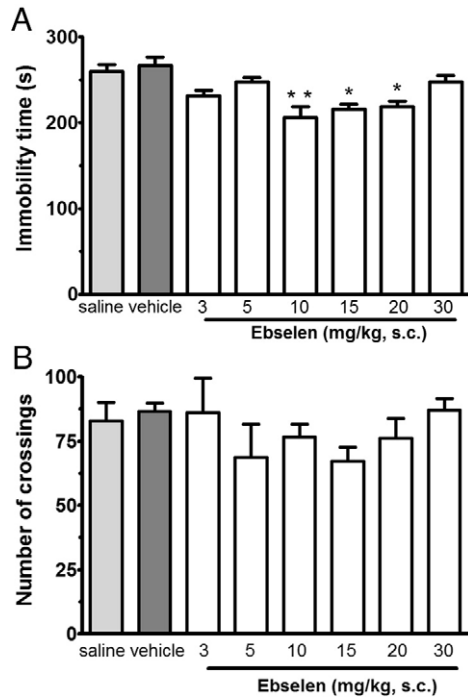 A
Immobility time (s)
300
200
100
0
* *
*
*
saline vehicle 3 5 10 15 20 30
Ebselen (mg/kg, s.c.)
B
Number of crossings
100
75
50
25
0
saline vehicle 3 5 10 15 20 30
Ebselen (mg/kg, s.c.)